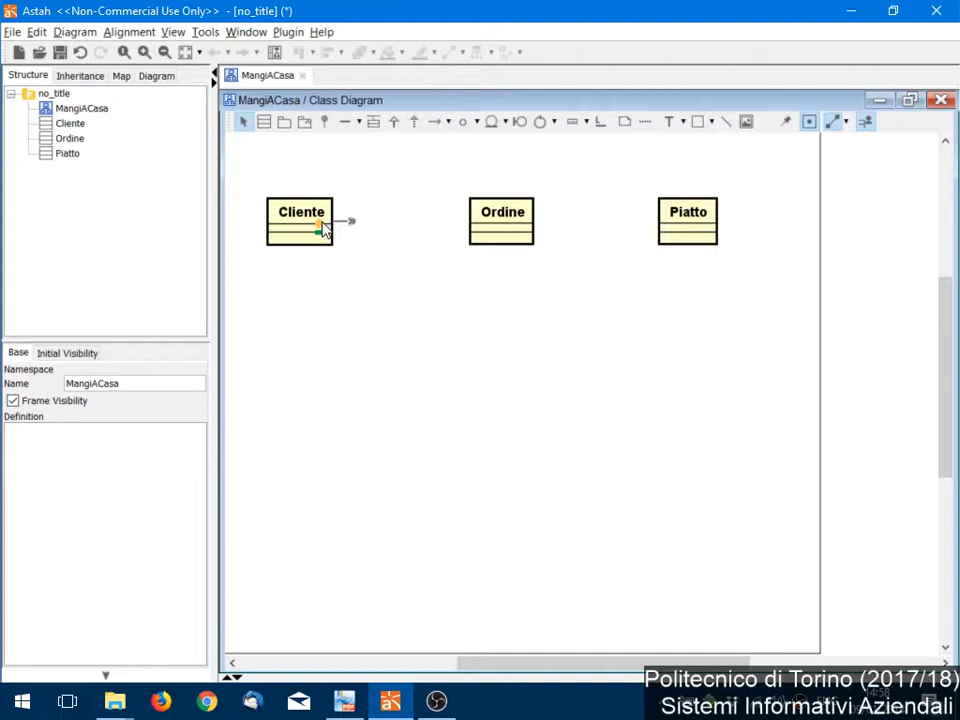 Astah <<Non-Commercial Use Only>> - [no_title] (*)
File Edit Diagram Alignment View Tools Window Plugin Help
Structure Inheritance Map Diagram
MangiACasa
no_title
MangiACasa / Class Diagram
MangiACasa
Cliente
Ordine
Piatto
T
Cliente
Ordine
Piatto
Base Initial Visibility
Namespace
Name MangiACasa
Frame Visibility
Definition
Politecnico di Torino (2017/18)
14:58
Sistemi Informativi Aziendali